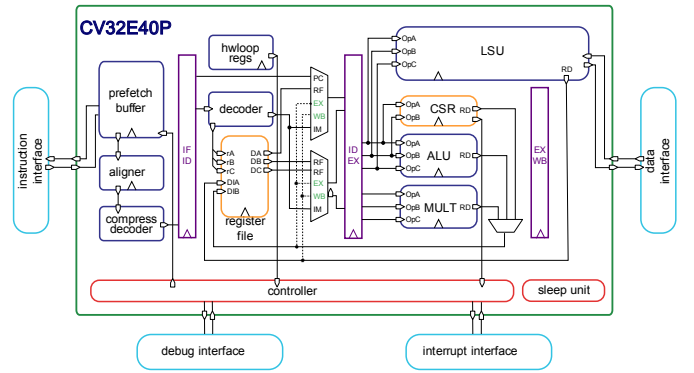 CV32E40P
instruction
interface
prefetch
buffer
aligner
compress
decoder
IF
ID
hwloop
regs
decoder
rA
rB
rC
DIA
DIB
DA
DB
DC
register
file
PC
RF
EX
WB
IM
RF
RF
EX
WB
IM
ID
EX
OpA
OpB
OpC
LSU
RD
OpA
OpB
CSR
OpA
OpB
OpC
ALU
RD
OpA
OpB
OpC
MULT
RD
EX
WB
data
interface
controller
sleep unit
debug interface
interrupt interface